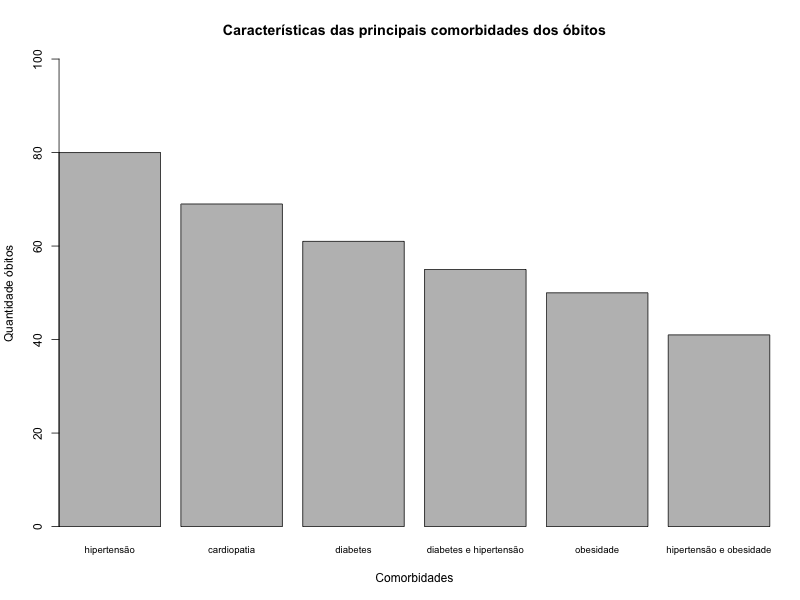 Características das principais comorbidades dos óbitos
100
80
60
40
20
0
Quantidade óbitos
hipertensão
cardiopatia
diabetes
diabetes e hipertensão
obesidade
hipertensão e obesidade
Comorbidades